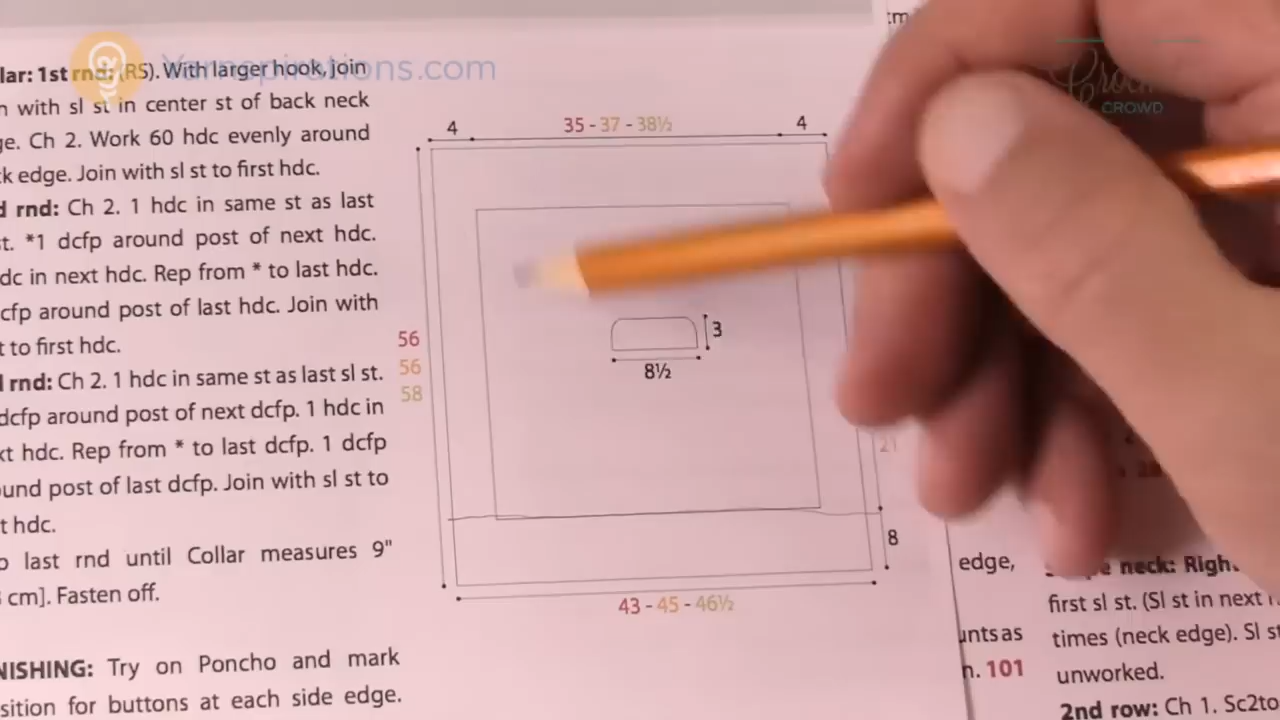 Yarnspirations.com
CROWD
lar: 1st rnd: (RS). With larger hook, join
n with sl st in center st of back neck
ge. Ch 2. Work 60 hdc evenly around
k edge. Join with sl st to first hdc.
d rnd: Ch 2. 1 hdc in same st as last
t. *1 dcfp around post of next hdc.
dc in next hdc. Rep from * to last hdc.
cfp around post of last hdc. Join with
t to first hdc.
l rnd: Ch 2. 1 hdc in same st as last sl st.
dcfp around post of next dcfp. 1 hdc in
xt hdc. Rep from * to last dcfp. 1 dcfp
und post of last dcfp. Join with sl st to
t hdc.
o last rnd until Collar measures 9"
cm]. Fasten off.
NISHING: Try on Poncho and mark
sition for buttons at each side edge.
4 35 - 37 - 38½ 4
56
56
58
3
8½
21
8
43 - 45 - 46½
edge,
unts as
n. 101
neck: Righ
first sl st. (Sl st in next
times (neck edge). Sl s
unworked.
2nd row: Ch 1. Sc2to